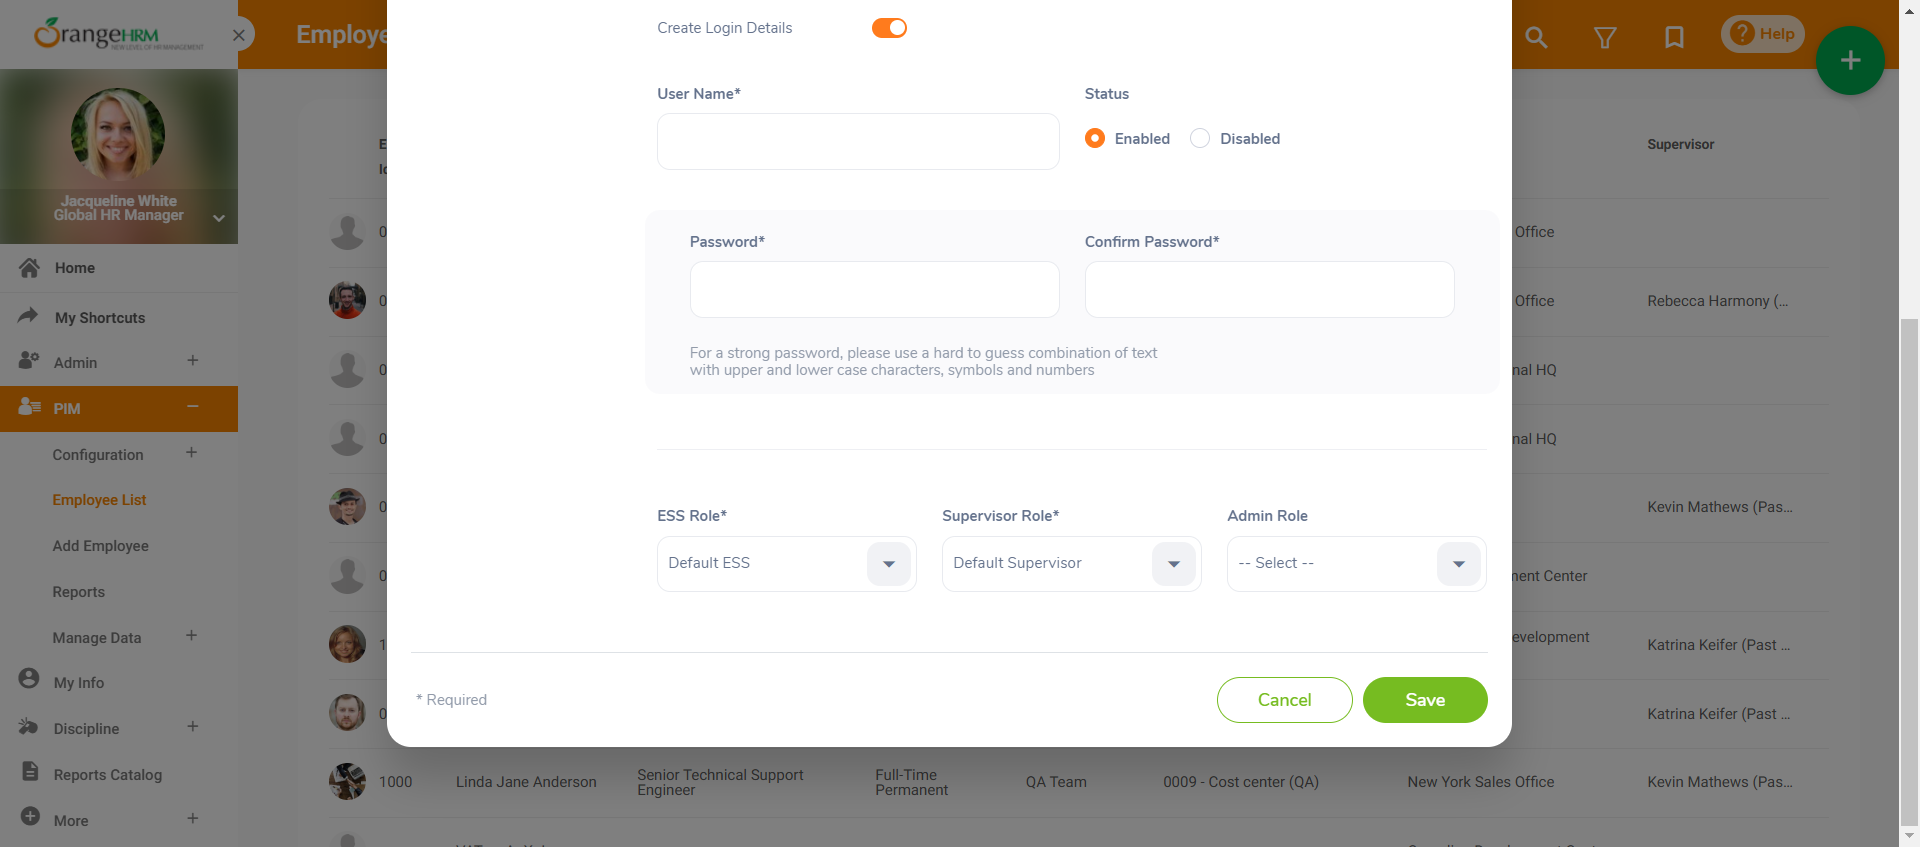 OrangeHRM
NEW LEVEL OF HR MANAGEMENT
Employe
Help
Jacqueline White
Global HR Manager
Home
My Shortcuts
Admin
PIM
Configuration
Employee List
Add Employee
Reports
Manage Data
My Info
Discipline
Reports Catalog
More
Create Login Details
User Name*
Status
Enabled
Disabled
Password*
Confirm Password*
For a strong password, please use a hard to guess combination of text
with upper and lower case characters, symbols and numbers
ESS Role*
Supervisor Role*
Admin Role
Default ESS
Default Supervisor
-- Select --
* Required
Cancel
Save
Supervisor
Office
Office
Rebecca Harmony (...
nal HQ
nal HQ
Kevin Mathews (Pas...
nent Center
evelopment
Katrina Keifer (Past ...
Katrina Keifer (Past ...
1000
Linda Jane Anderson
Senior Technical Support
Engineer
Full-Time
Permanent
QA Team
0009 - Cost center (QA)
New York Sales Office
Kevin Mathews (Pas...